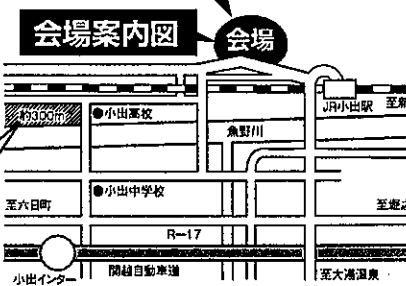 会場案内図
会場
JR小出駅
至新
約300m
●小出高校
魚野川
●小出中学校
至六日町
至堀之
R-17
小出インター
関越自動車道
至大湯温泉